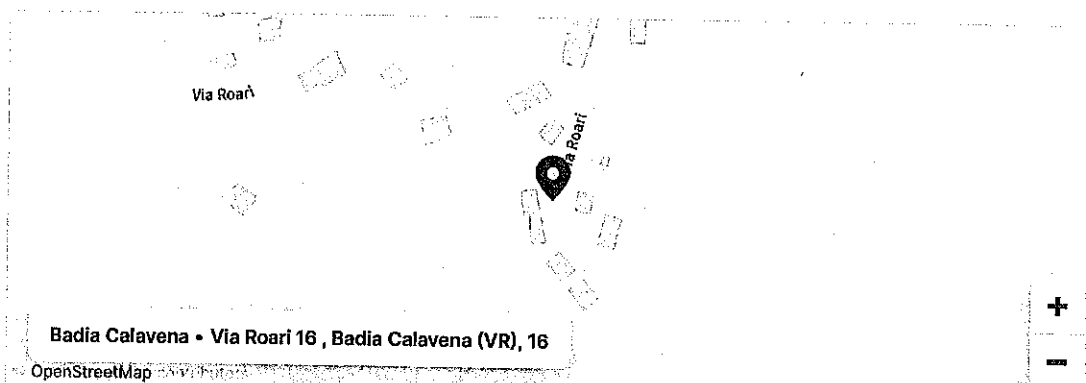 Via Roari
Via Roari
Badia Calavena • Via Roari 16 , Badia Calavena (VR), 16
+
−
OpenStreetMap